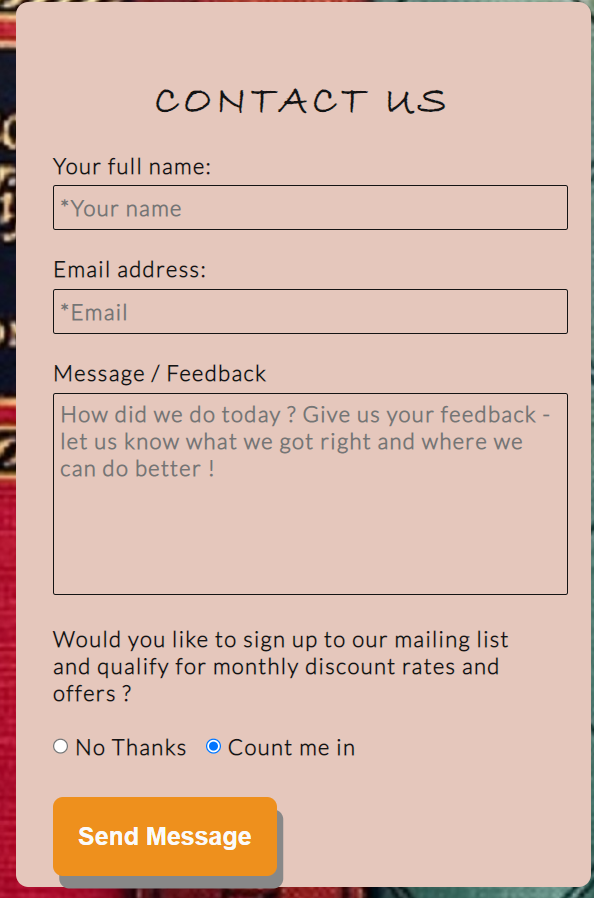 CONTACT US
Your full name:
*Your name
Email address:
*Email
Message / Feedback
How did we do today ? Give us your feedback -
let us know what we got right and where we
can do better !
Would you like to sign up to our mailing list
and qualify for monthly discount rates and
offers ?
No Thanks Count me in
Send Message